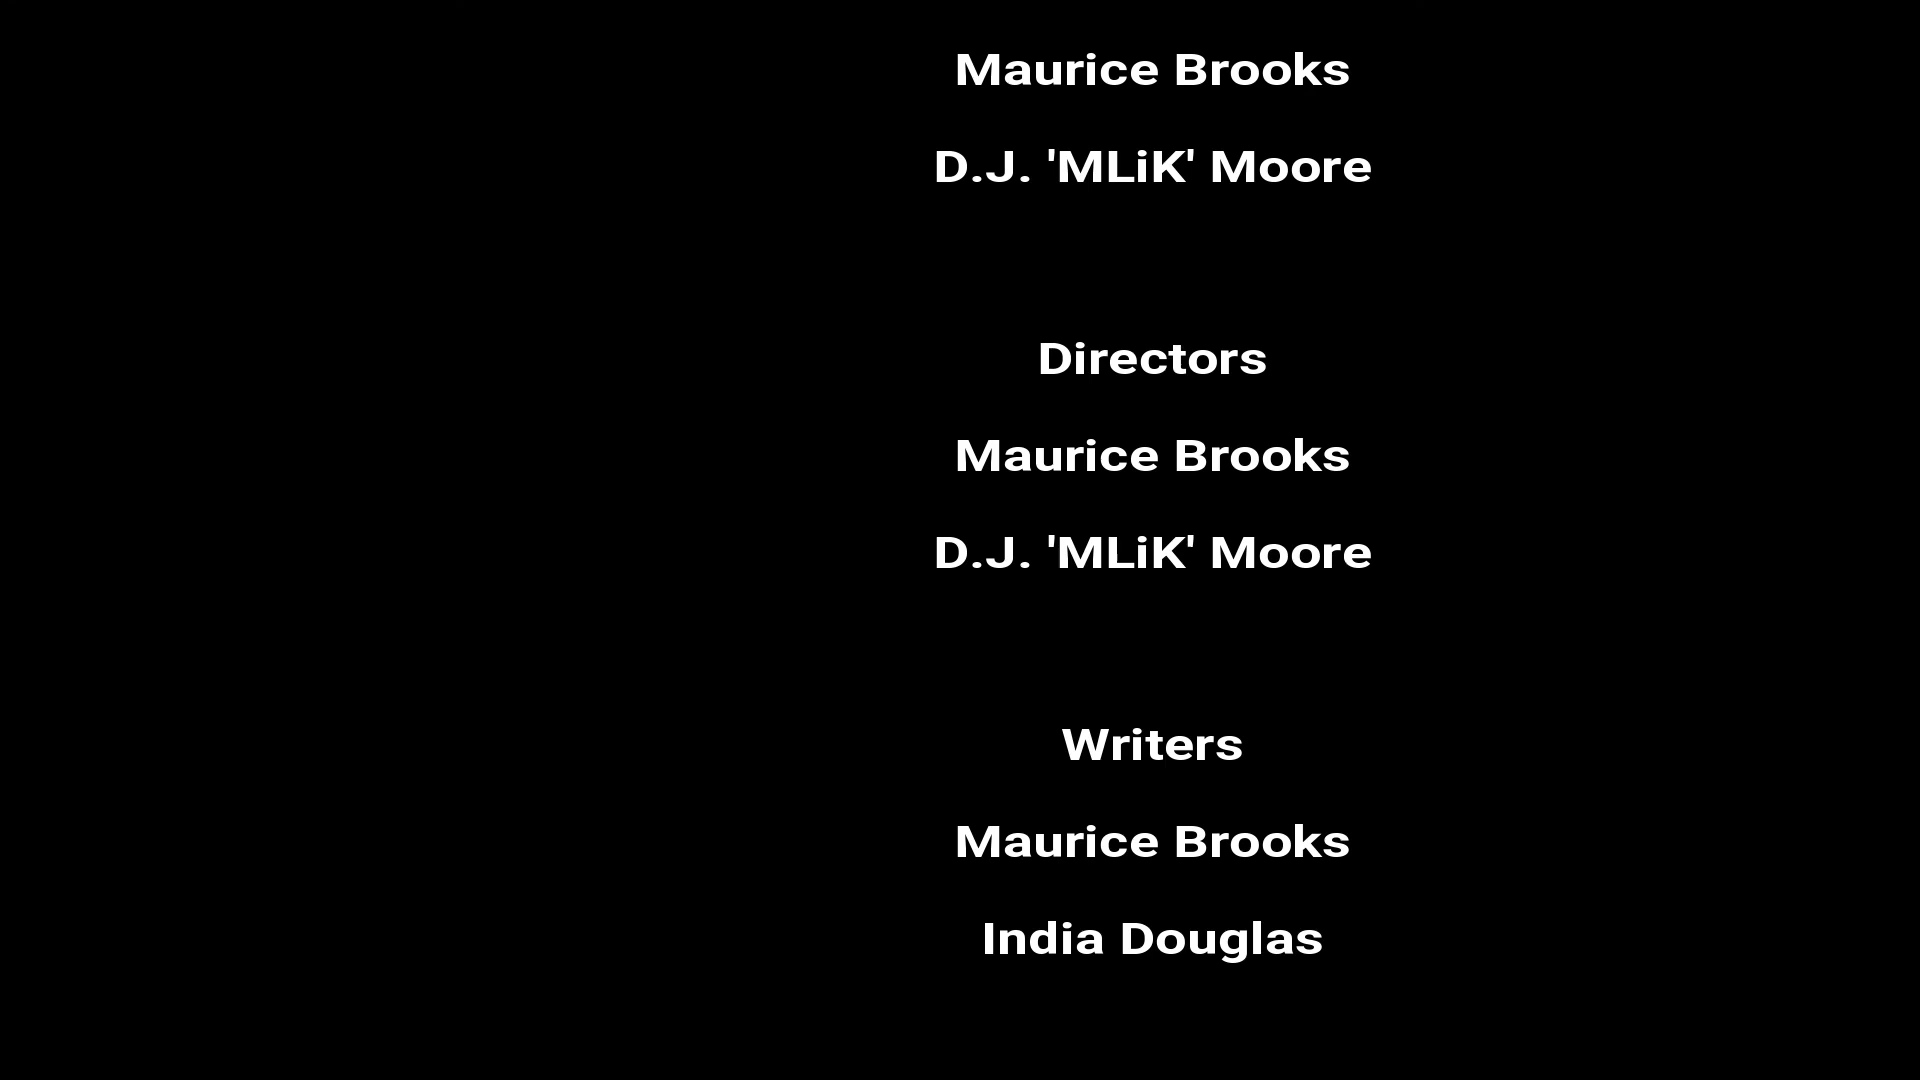 Maurice Brooks
D.J. 'MLiK' Moore
Directors
Maurice Brooks
D.J. 'MLiK' Moore
Writers
Maurice Brooks
India Douglas